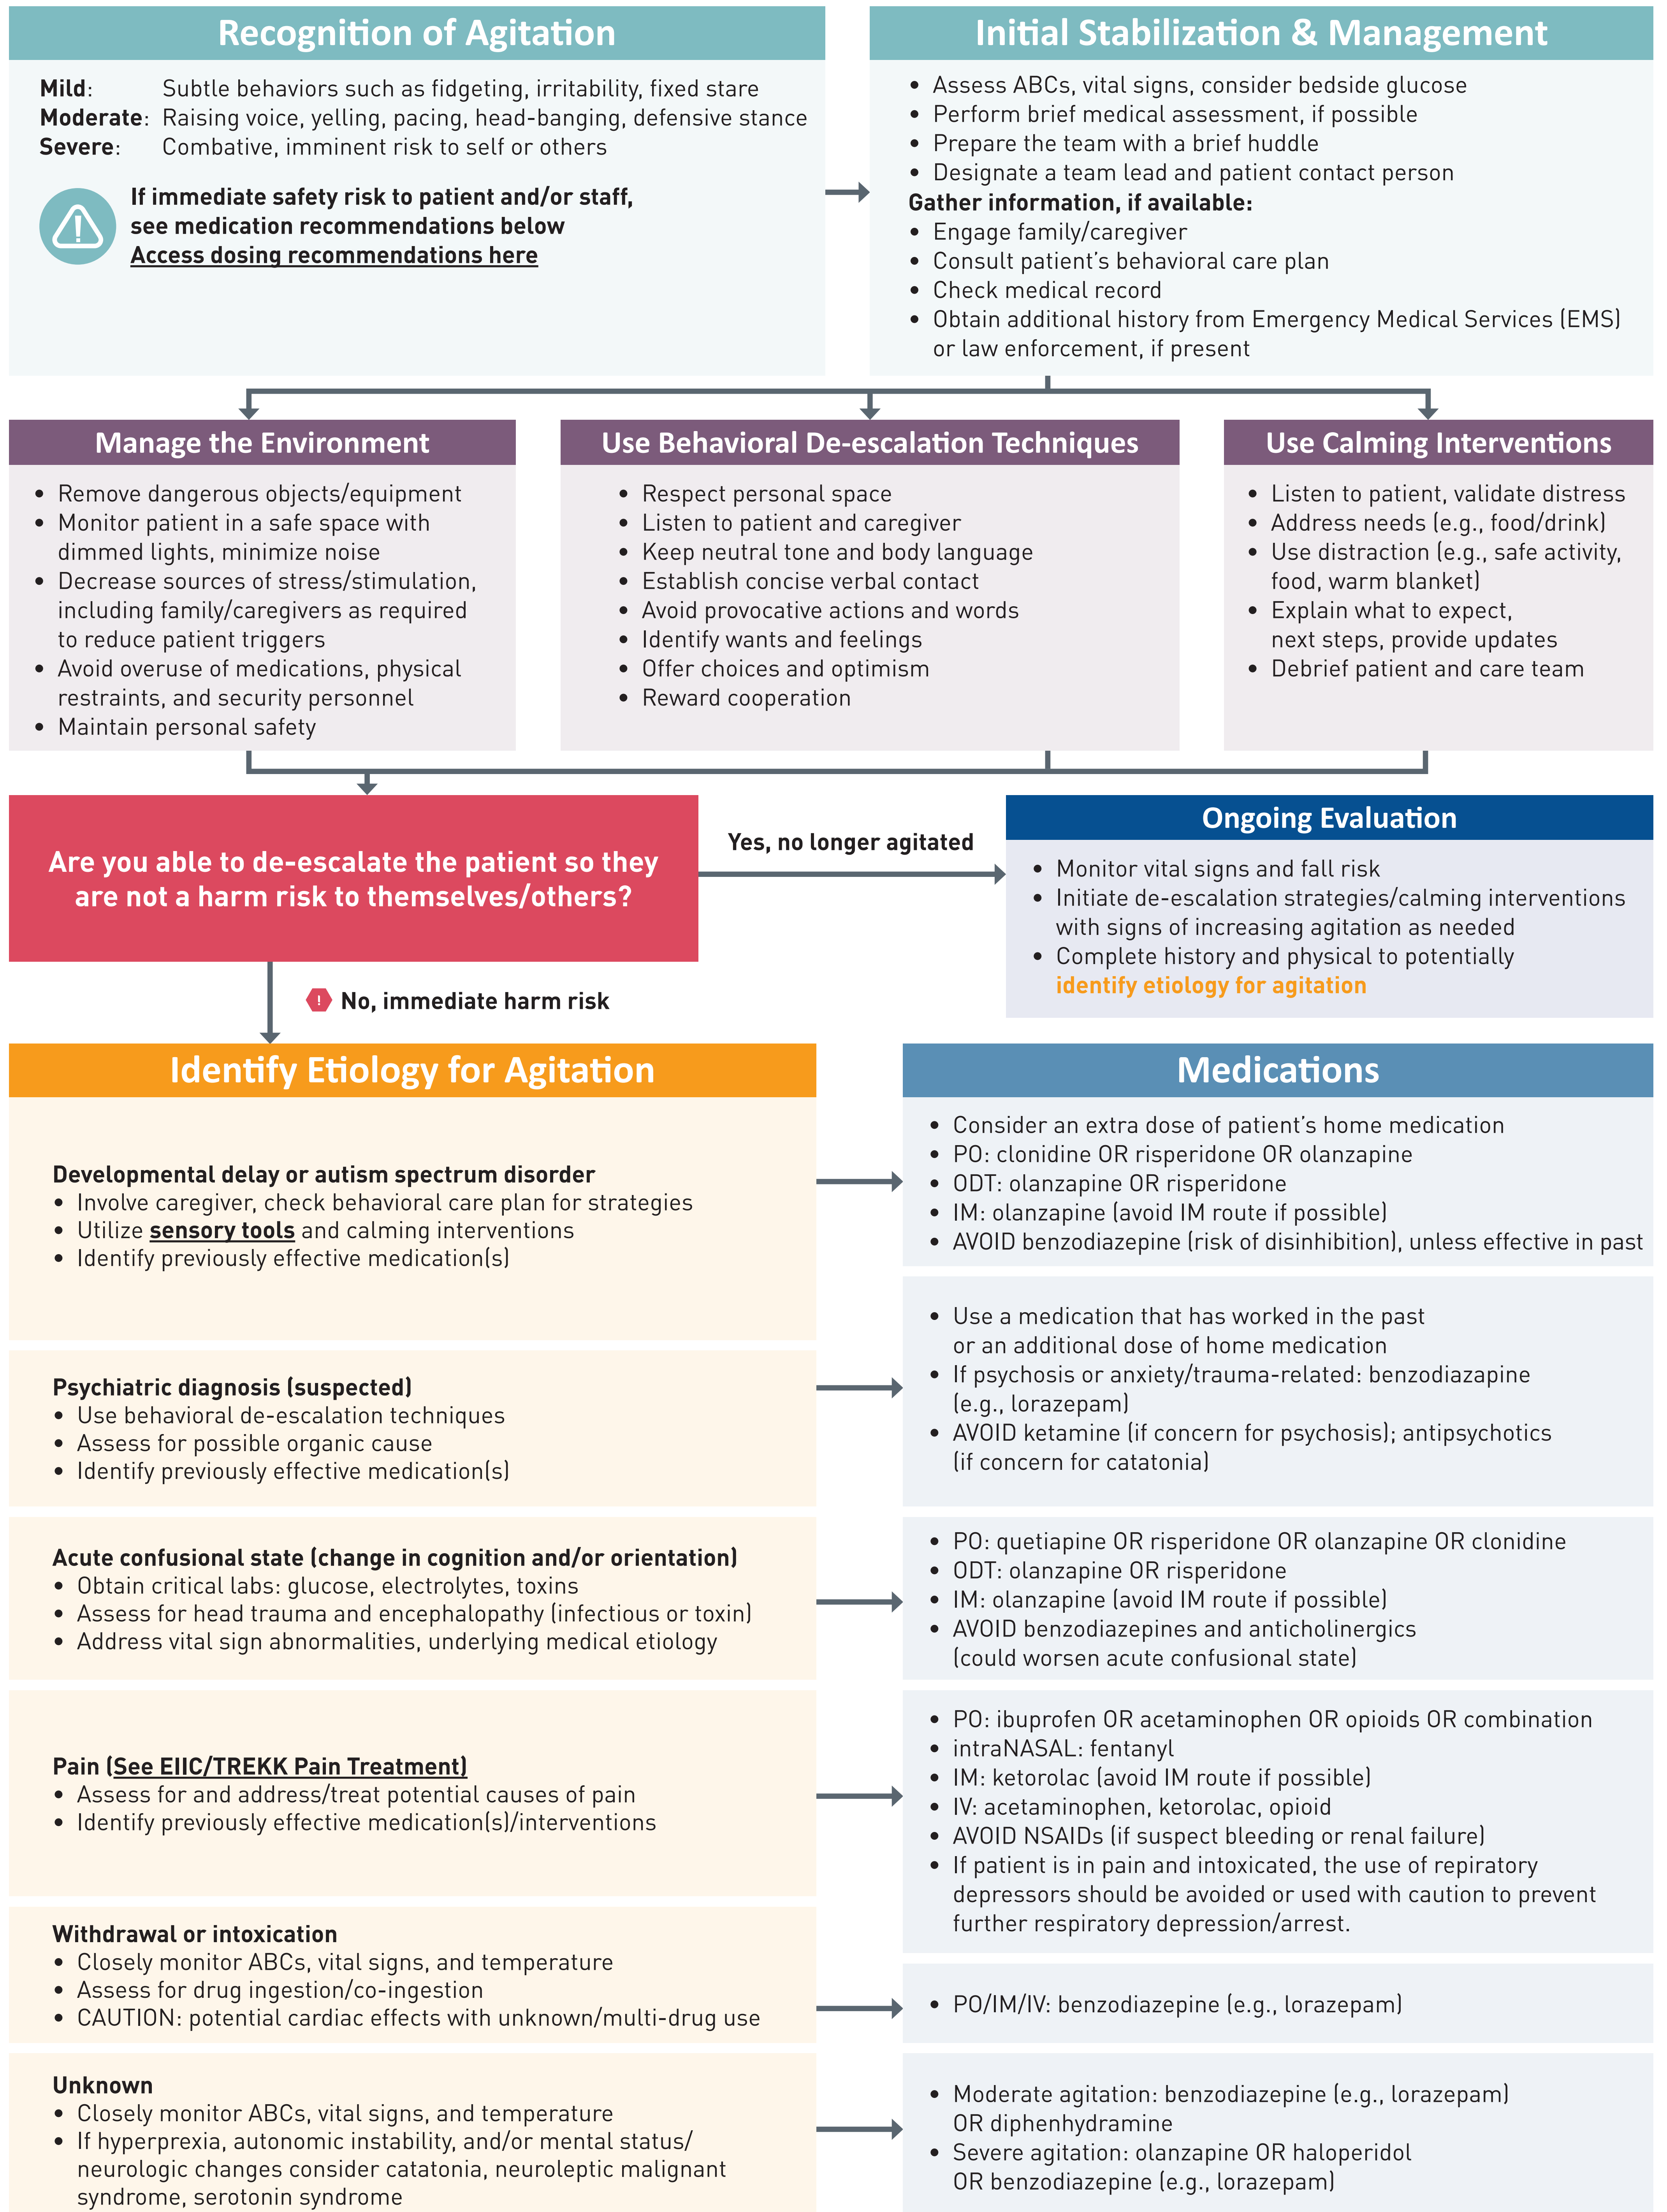 Recognition of Agitation
Mild: Subtle behaviors such as fidgeting, irritability, fixed stare
Moderate: Raising voice, yelling, pacing, head-banging, defensive stance
Severe: Combative, imminent risk to self or others
If immediate safety risk to patient and/or staff,
see medication recommendations below
Access dosing recommendations here
Initial Stabilization & Management
• Assess ABCs, vital signs, consider bedside glucose
• Perform brief medical assessment, if possible
• Prepare the team with a brief huddle
• Designate a team lead and patient contact person
Gather information, if available:
• Engage family/caregiver
• Consult patient's behavioral care plan
• Check medical record
• Obtain additional history from Emergency Medical Services (EMS)
or law enforcement, if present
Manage the Environment
• Remove dangerous objects/equipment
• Monitor patient in a safe space with
dimmed lights, minimize noise
• Decrease sources of stress/stimulation,
including family/caregivers as required
to reduce patient triggers
• Avoid overuse of medications, physical
restraints, and security personnel
• Maintain personal safety
Use Behavioral De-escalation Techniques
• Respect personal space
• Listen to patient and caregiver
• Keep neutral tone and body language
• Establish concise verbal contact
• Avoid provocative actions and words
• Identify wants and feelings
• Offer choices and optimism
• Reward cooperation
Use Calming Interventions
• Listen to patient, validate distress
• Address needs (e.g., food/drink)
• Use distraction (e.g., safe activity,
food, warm blanket)
• Explain what to expect,
next steps, provide updates
• Debrief patient and care team
Are you able to de-escalate the patient so they
are not a harm risk to themselves/others?
Yes, no longer agitated
Ongoing Evaluation
• Monitor vital signs and fall risk
• Initiate de-escalation strategies/calming interventions
with signs of increasing agitation as needed
• Complete history and physical to potentially
identify etiology for agitation
! No, immediate harm risk
Identify Etiology for Agitation
Medications
Developmental delay or autism spectrum disorder
• Involve caregiver, check behavioral care plan for strategies
• Utilize sensory tools and calming interventions
• Identify previously effective medication(s)
• Consider an extra dose of patient's home medication
• PO: clonidine OR risperidone OR olanzapine
• ODT: olanzapine OR risperidone
• IM: olanzapine (avoid IM route if possible)
• AVOID benzodiazepine (risk of disinhibition), unless effective in past
Psychiatric diagnosis (suspected)
• Use behavioral de-escalation techniques
• Assess for possible organic cause
• Identify previously effective medication(s)
• Use a medication that has worked in the past
or an additional dose of home medication
• If psychosis or anxiety/trauma-related: benzodiazapine
(e.g., lorazepam)
• AVOID ketamine (if concern for psychosis); antipsychotics
(if concern for catatonia)
Acute confusional state (change in cognition and/or orientation)
• Obtain critical labs: glucose, electrolytes, toxins
• Assess for head trauma and encephalopathy (infectious or toxin)
• Address vital sign abnormalities, underlying medical etiology
• PO: quetiapine OR risperidone OR olanzapine OR clonidine
• ODT: olanzapine OR risperidone
• IM: olanzapine (avoid IM route if possible)
• AVOID benzodiazepines and anticholinergics
(could worsen acute confusional state)
Pain (See EIIC/TREKK Pain Treatment)
• Assess for and address/treat potential causes of pain
• Identify previously effective medication(s)/interventions
• PO: ibuprofen OR acetaminophen OR opioids OR combination
• intraNASAL: fentanyl
• IM: ketorolac (avoid IM route if possible)
• IV: acetaminophen, ketorolac, opioid
• AVOID NSAIDs (if suspect bleeding or renal failure)
• If patient is in pain and intoxicated, the use of repiratory
depressors should be avoided or used with caution to prevent
further respiratory depression/arrest.
Withdrawal or intoxication
• Closely monitor ABCs, vital signs, and temperature
• Assess for drug ingestion/co-ingestion
• CAUTION: potential cardiac effects with unknown/multi-drug use
• PO/IM/IV: benzodiazepine (e.g., lorazepam)
Unknown
• Closely monitor ABCs, vital signs, and temperature
• If hyperprexia, autonomic instability, and/or mental status/
neurologic changes consider catatonia, neuroleptic malignant
syndrome, serotonin syndrome
• Moderate agitation: benzodiazepine (e.g., lorazepam)
OR diphenhydramine
• Severe agitation: olanzapine OR haloperidol
OR benzodiazepine (e.g., lorazepam)